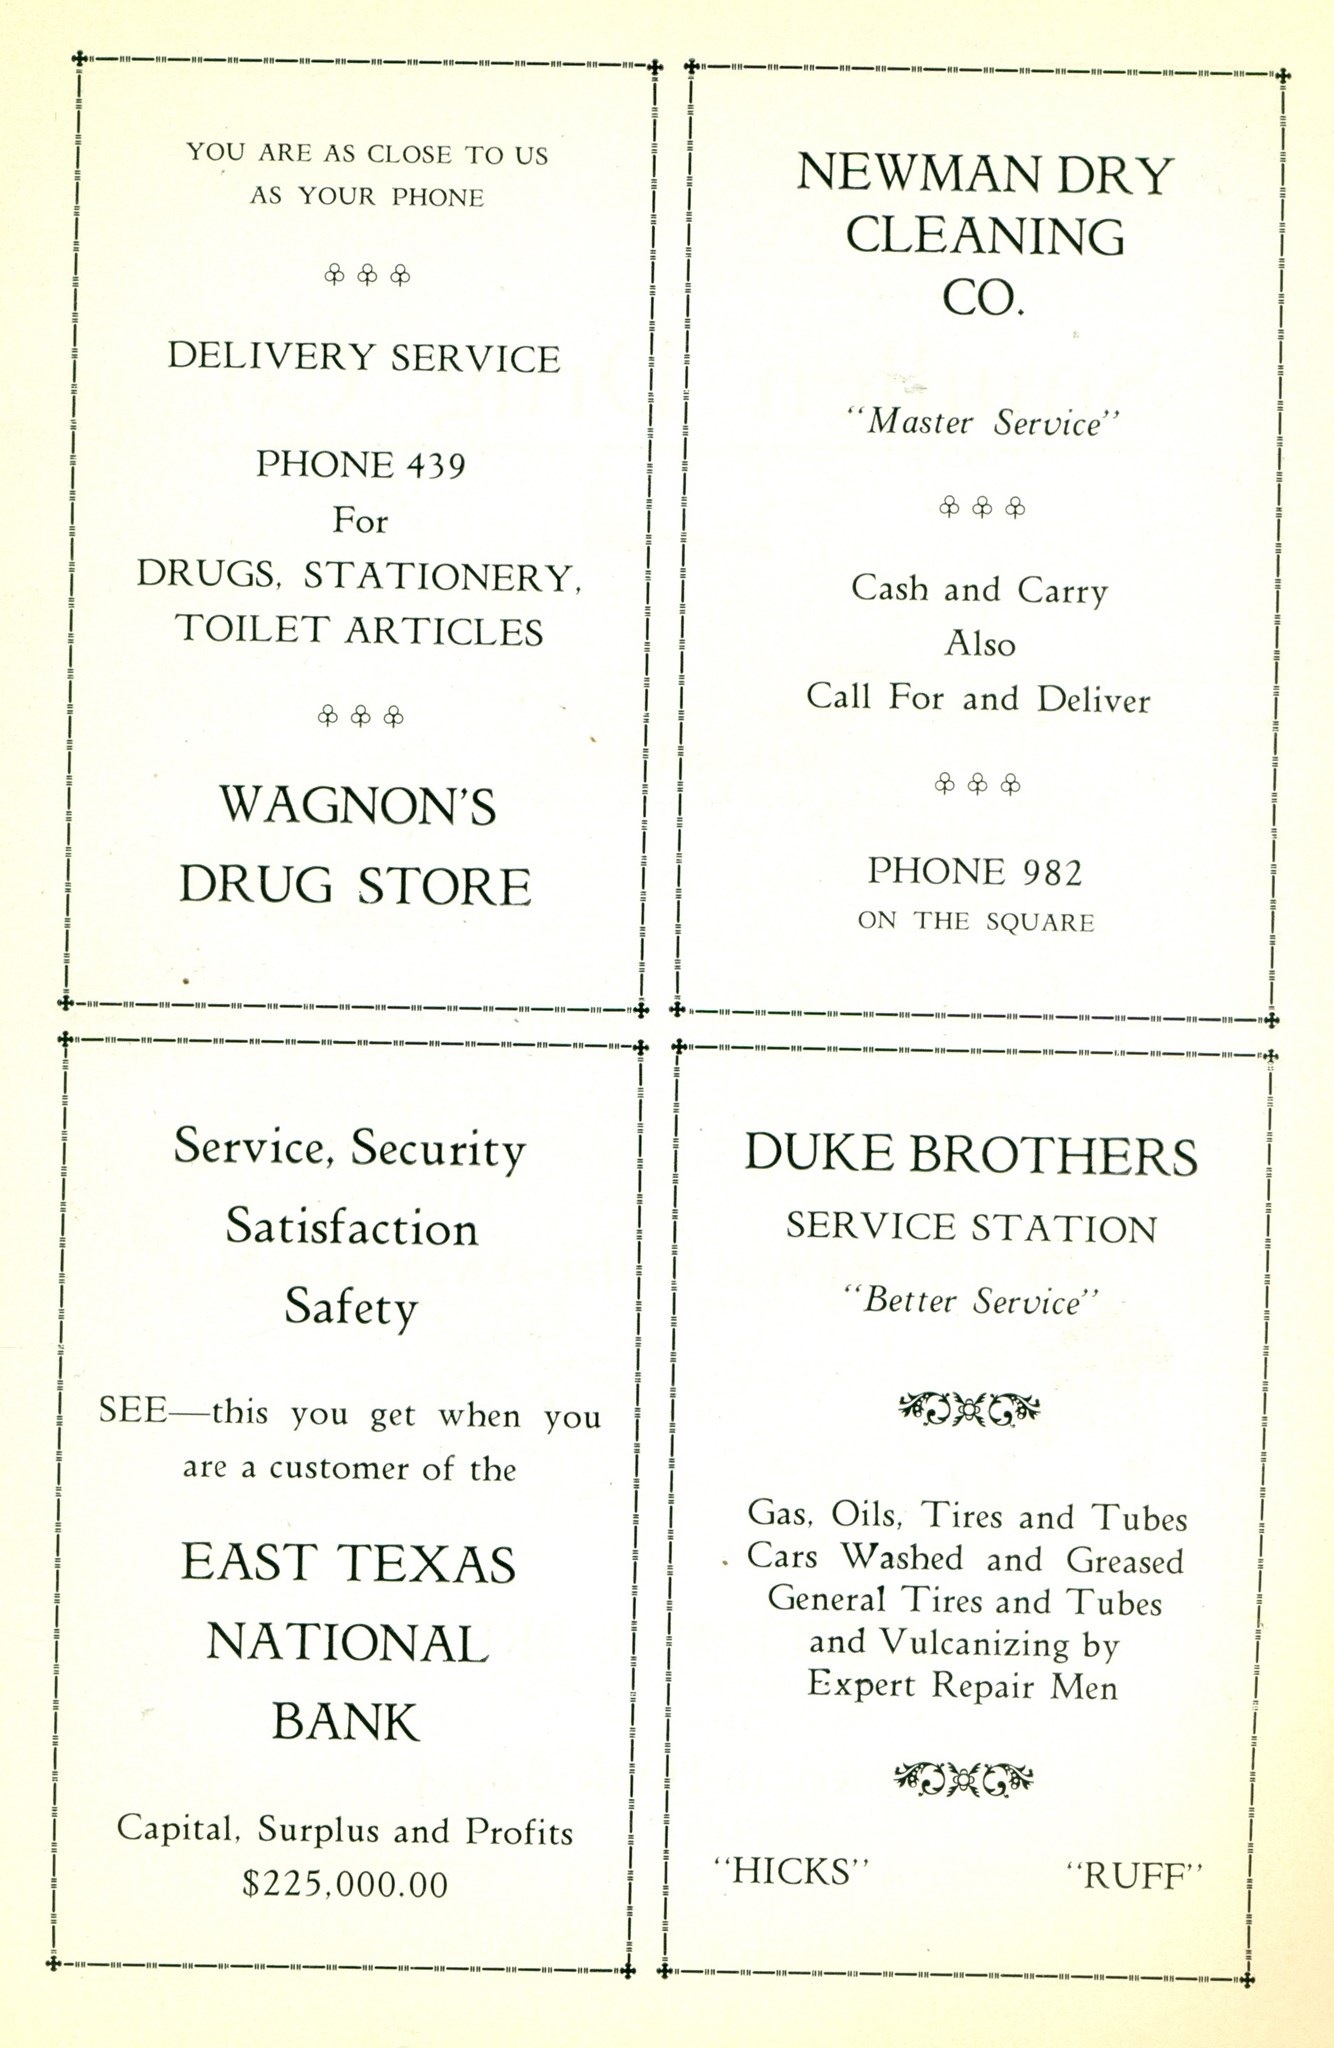 YOU ARE AS CLOSE TO US
AS YOUR PHONE
DELIVERY SERVICE
PHONE 439
For
DRUGS, STATIONERY,
TOILET ARTICLES
WAGNON'S
DRUG STORE
NEWMAN DRY
CLEANING
CO.
"Master Service"
Cash and Carry
Also
Call For and Deliver
PHONE 982
ON THE SQUARE
Service, Security
Satisfaction
Safety
SEE—this you get when you
are a customer of the
EAST TEXAS
NATIONAL
BANK
Capital, Surplus and Profits
$225,000.00
DUKE BROTHERS
SERVICE STATION
"Better Service"
Gas, Oils, Tires and Tubes
Cars Washed and Greased
General Tires and Tubes
and Vulcanizing by
Expert Repair Men
"HICKS" "RUFF"